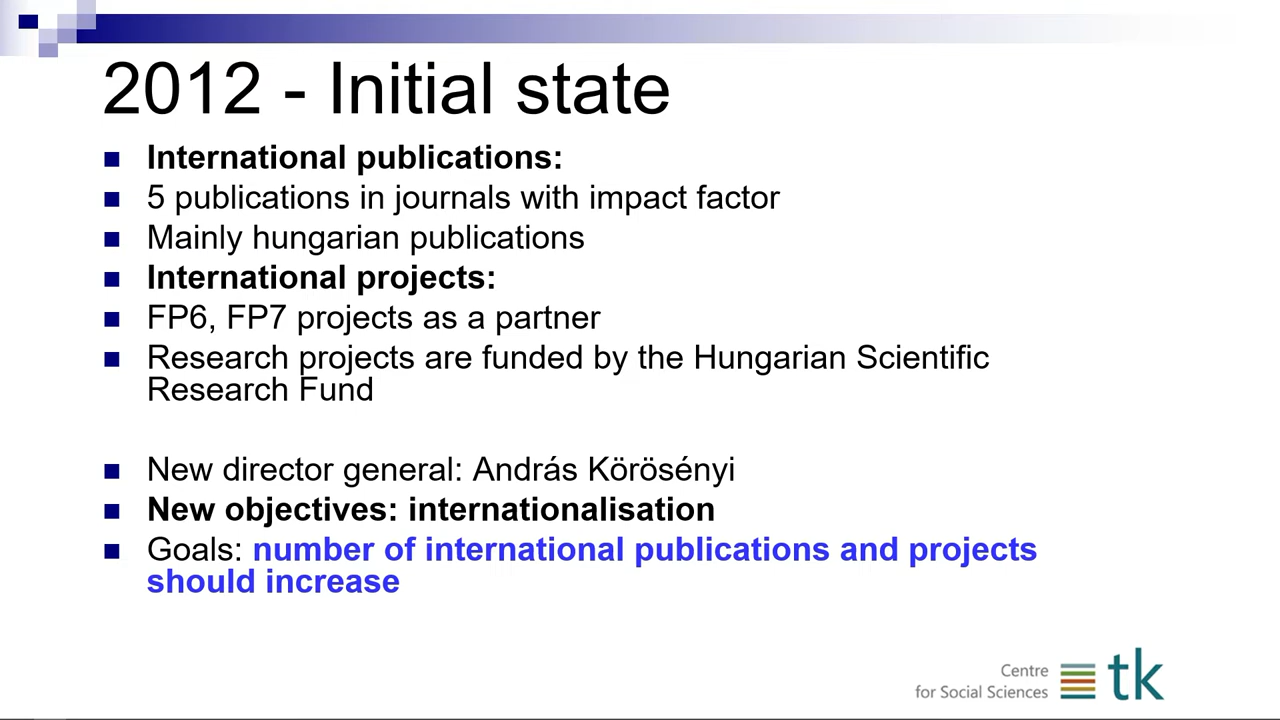 2012 - Initial state
International publications:
5 publications in journals with impact factor
Mainly hungarian publications
International projects:
FP6, FP7 projects as a partner
Research projects are funded by the Hungarian Scientific
Research Fund
New director general: András Körösényi
New objectives: internationalisation
Goals: number of international publications and projects
should increase
Centre
for Social Sciences
tk